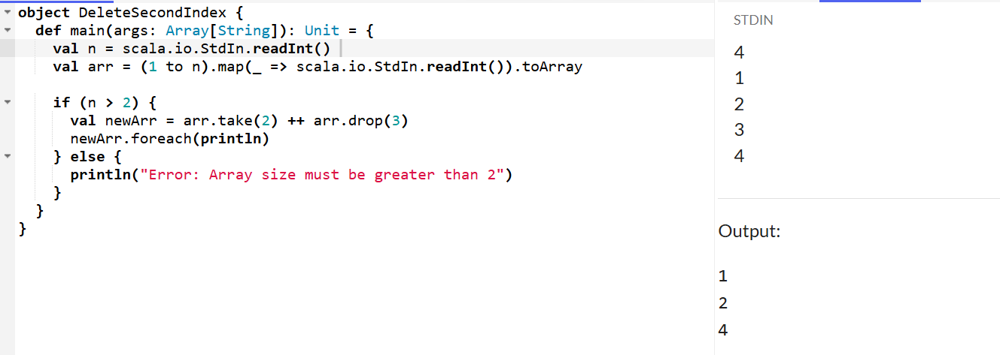 object DeleteSecondIndex {
  def main(args: Array[String]): Unit = {
    val n = scala.io.StdIn.readInt()
    val arr = (1 to n).map(_ => scala.io.StdIn.readInt()).toArray

    if (n > 2) {
      val newArr = arr.take(2) ++ arr.drop(3)
      newArr.foreach(println)
    } else {
      println("Error: Array size must be greater than 2")
    }
  }
}
STDIN
4
1
2
3
4
Output:
1
2
4